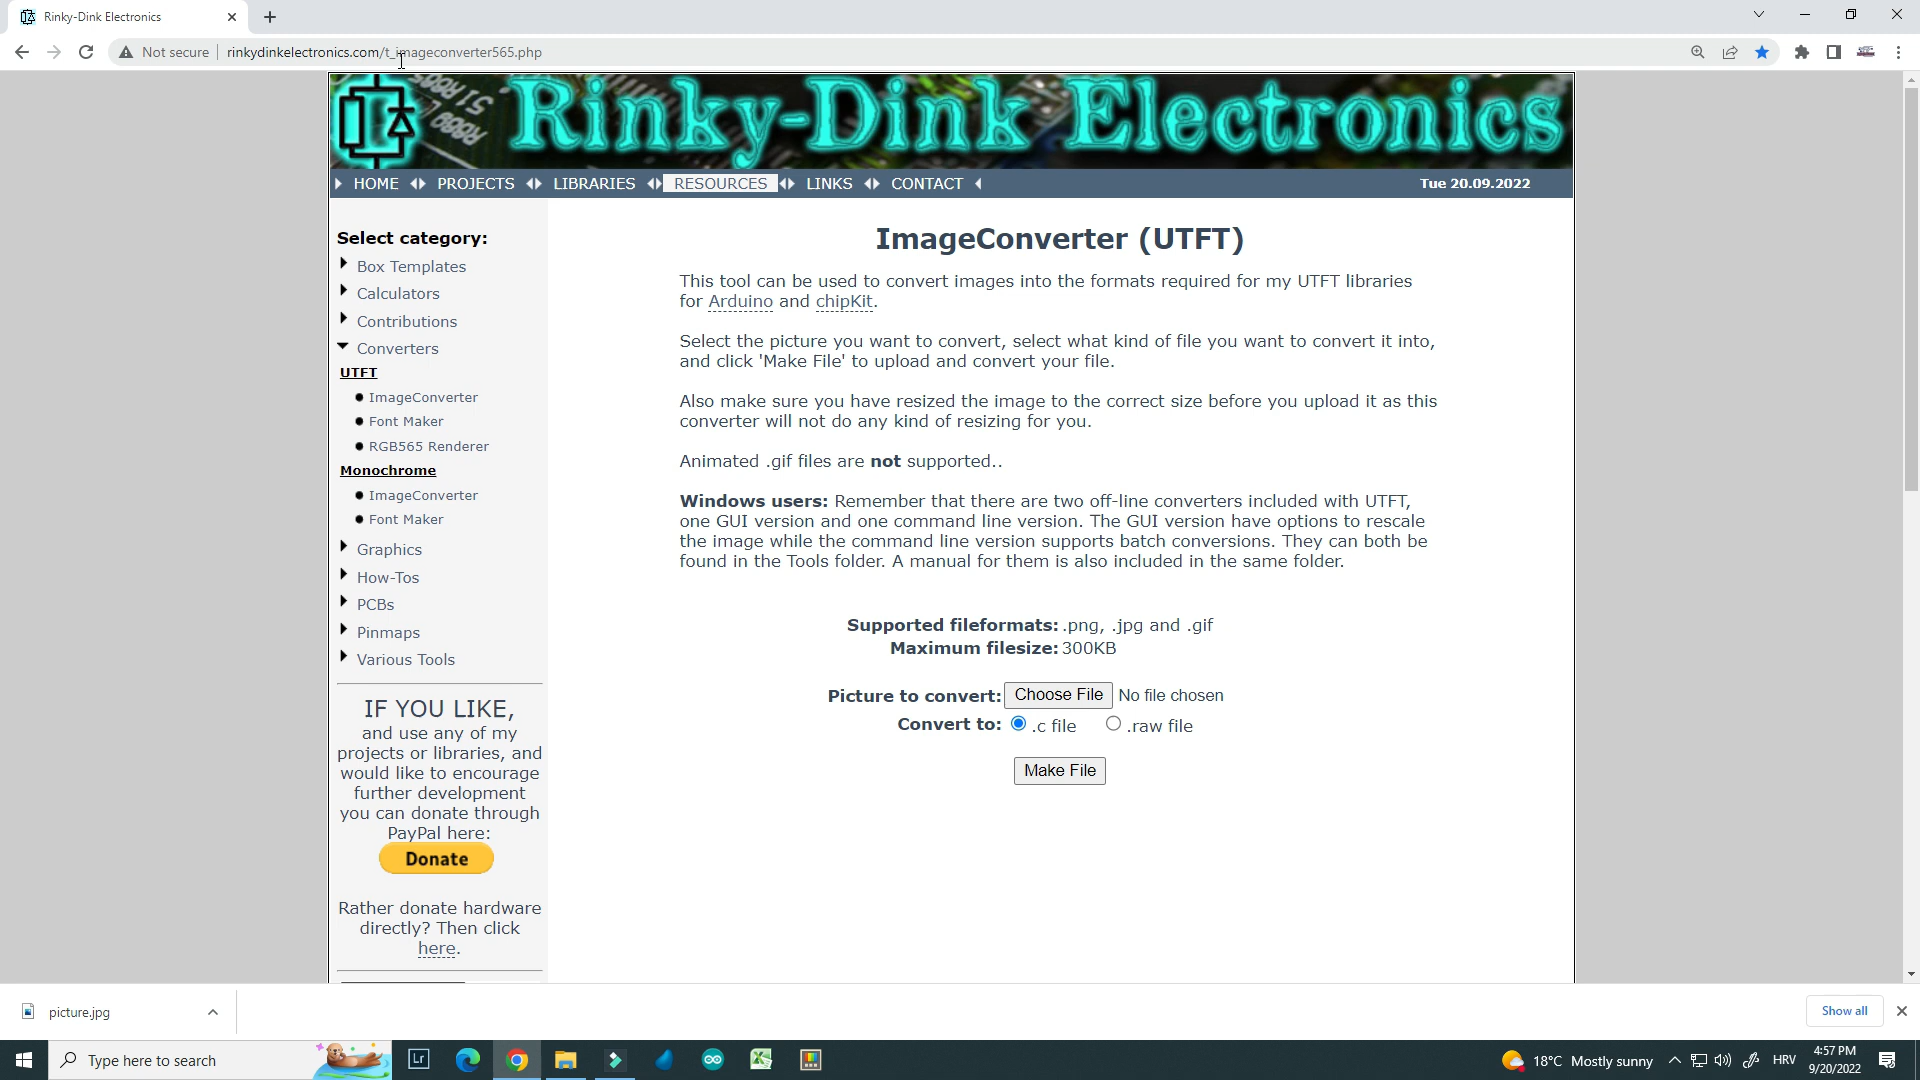 Rinky-Dink Electronics
Not secure
rinkydinkelectronics.com/t_imageconverter565.php
Rinky-Dink Electronics
HOME
PROJECTS
LIBRARIES
RESOURCES
LINKS
CONTACT
Tue 20.09.2022
Select category:
Box Templates
Calculators
Contributions
Converters
UTFT
ImageConverter
Font Maker
RGB565 Renderer
Monochrome
ImageConverter
Font Maker
Graphics
How-Tos
PCBs
Pinmaps
Various Tools
IF YOU LIKE,
and use any of my
projects or libraries, and
would like to encourage
further development
you can donate through
PayPal here:
Donate
Rather donate hardware
directly? Then click
here.
ImageConverter (UTFT)
This tool can be used to convert images into the formats required for my UTFT libraries
for Arduino and chipKit.
Select the picture you want to convert, select what kind of file you want to convert it into,
and click 'Make File' to upload and convert your file.
Also make sure you have resized the image to the correct size before you upload it as this
converter will not do any kind of resizing for you.
Animated .gif files are not supported..
Windows users: Remember that there are two off-line converters included with UTFT,
one GUI version and one command line version. The GUI version have options to rescale
the image while the command line version supports batch conversions. They can both be
found in the Tools folder. A manual for them is also included in the same folder.
Supported fileformats: .png, .jpg and .gif
Maximum filesize: 300KB
Picture to convert: Choose File No file chosen
Convert to: .c file .raw file
Make File
picture.jpg
Show all
Type here to search
Lr
18°C Mostly sunny
HRV
4:57 PM
9/20/2022